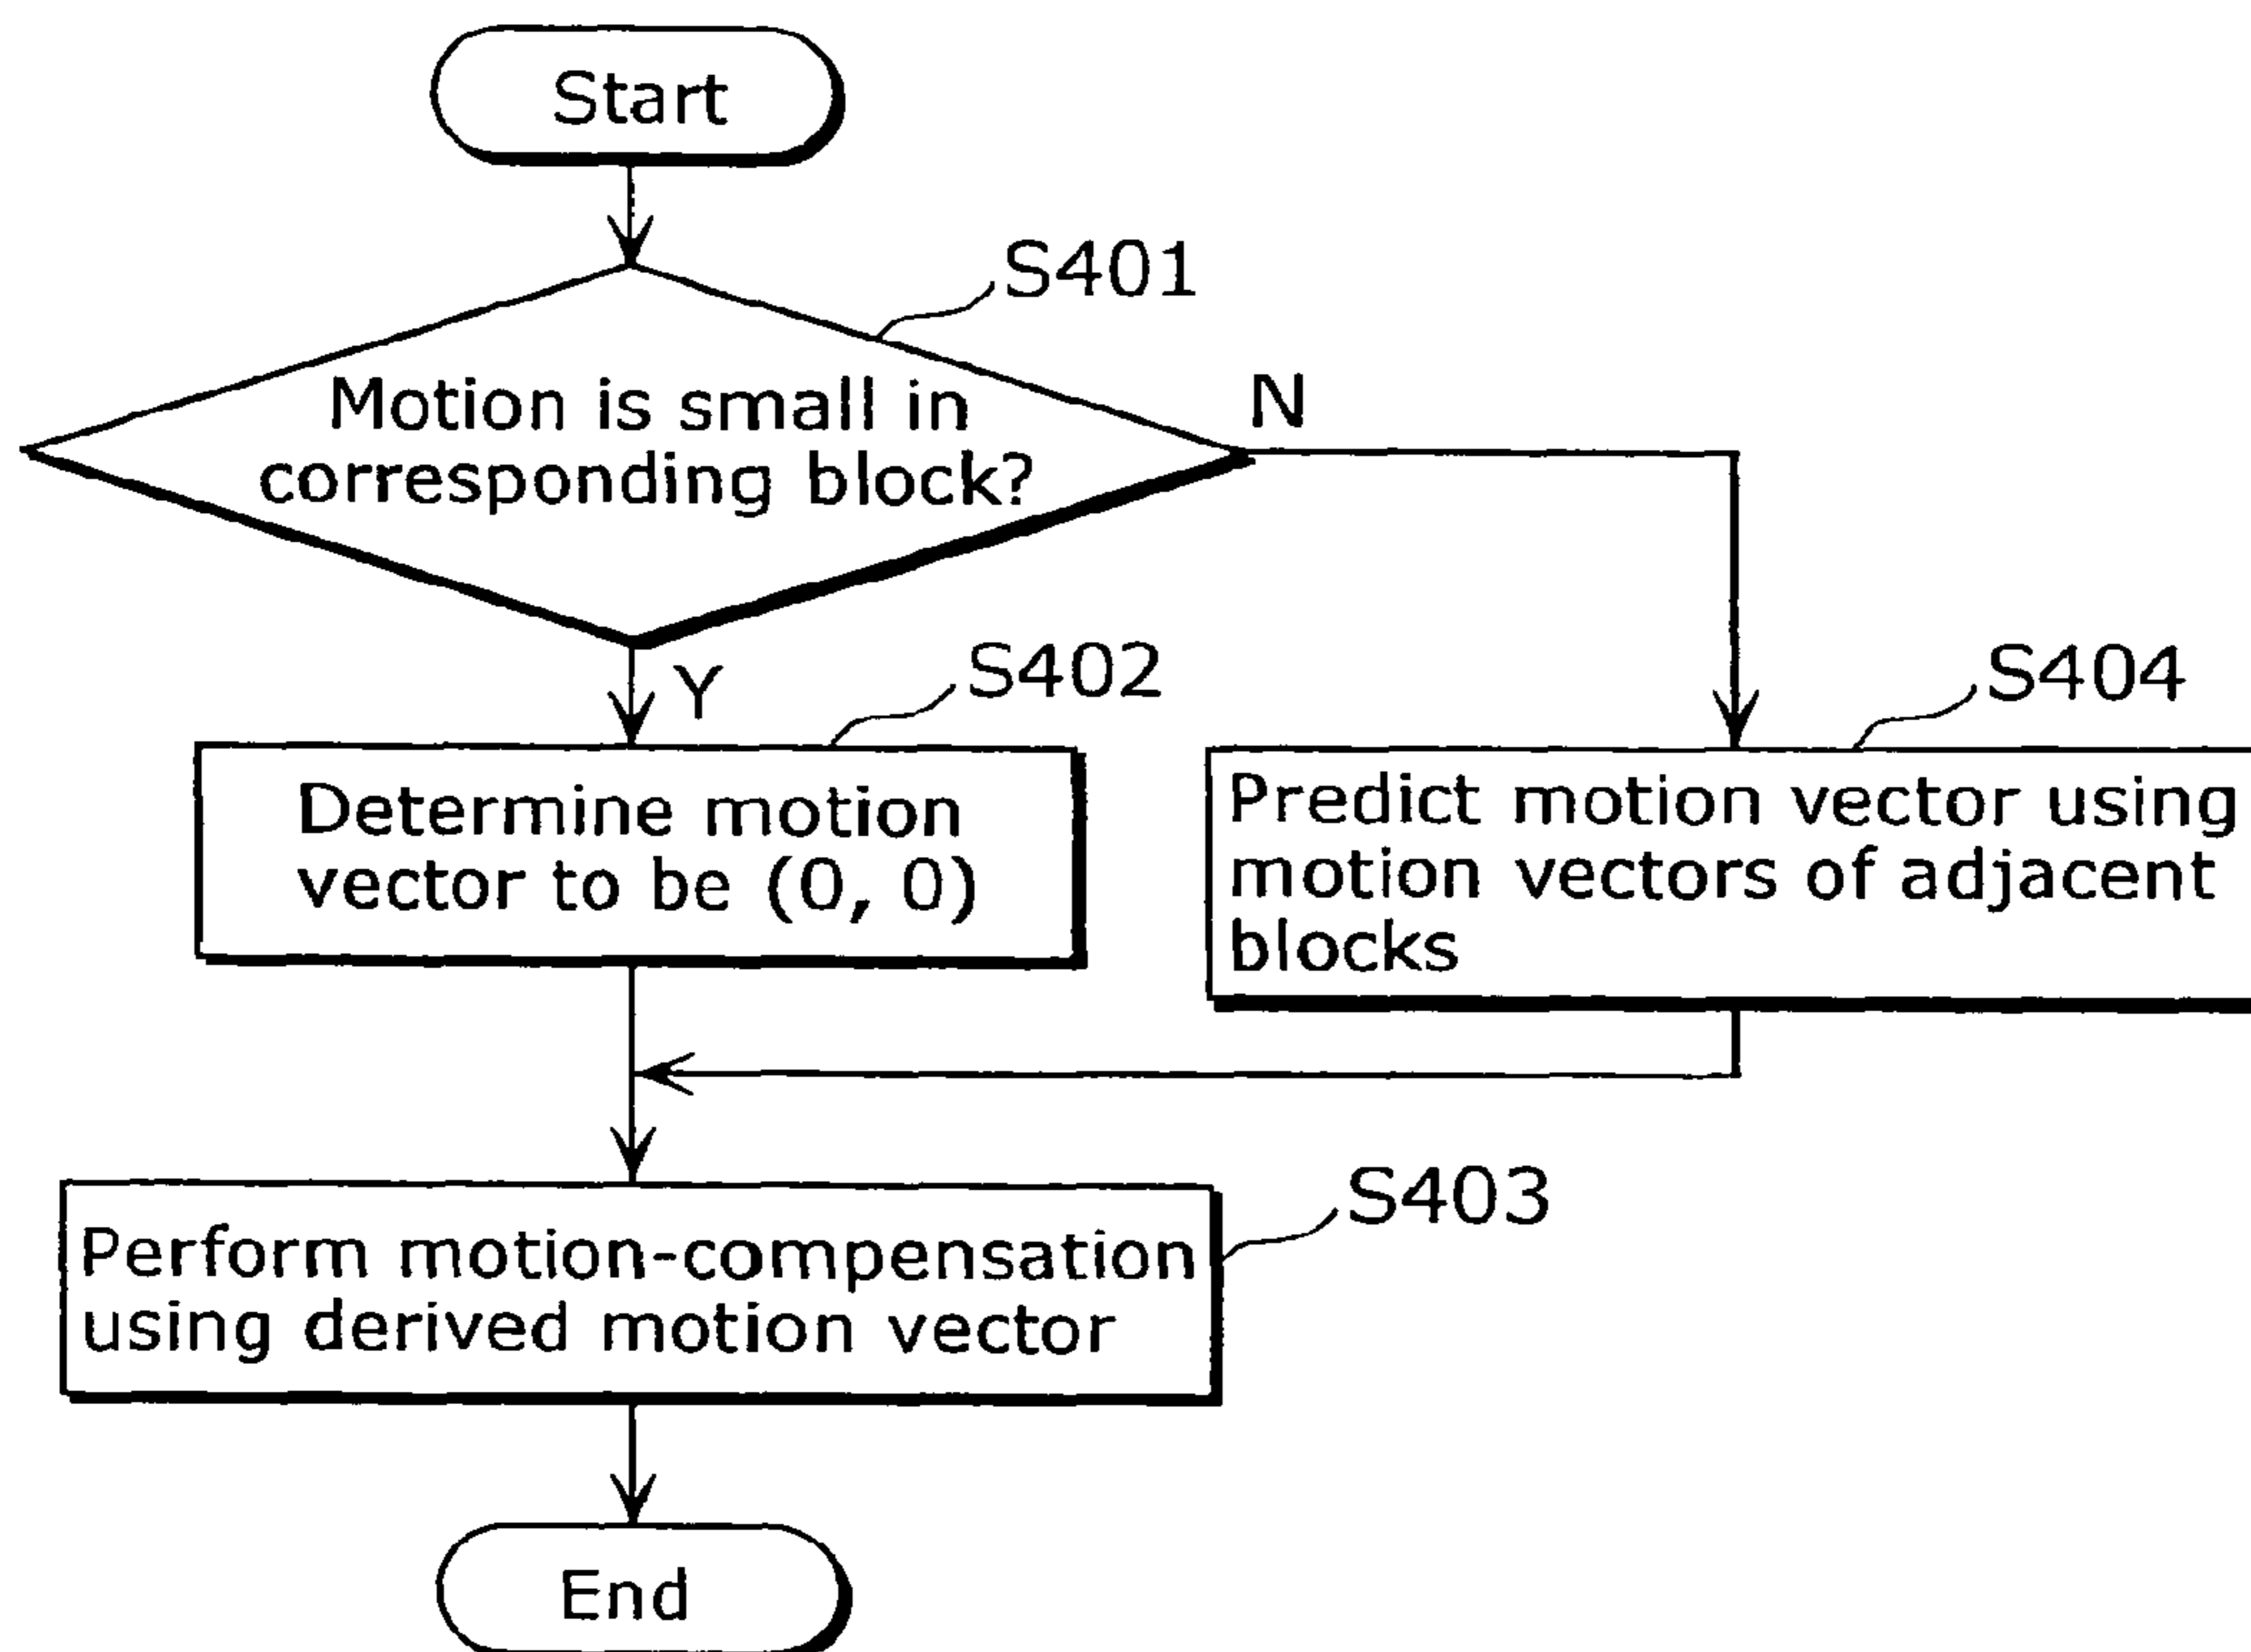 Start
S401
Motion is small in
corresponding block?
N
Y
S402
S404
Determine motion
vector to be (0, 0)
Predict motion vector using
motion vectors of adjacent
blocks
S403
Perform motion-compensation
using derived motion vector
End